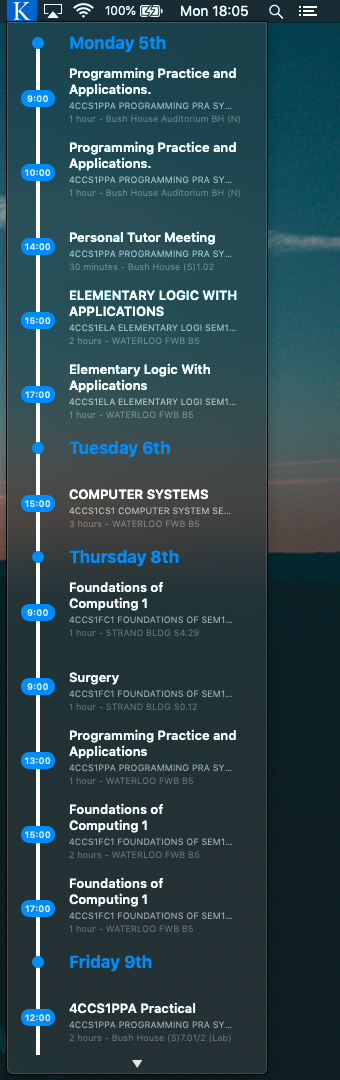 K 100% Mon 18:05
Monday 5th
Programming Practice and
Applications.
9:00
4CCS1PPA PROGRAMMING PRA SY...
1 hour - Bush House Auditorium BH (N)
Programming Practice and
Applications.
10:00
4CCS1PPA PROGRAMMING PRA SY...
1 hour - Bush House Auditorium BH (N)
Personal Tutor Meeting
14:00
4CCS1PPA PROGRAMMING PRA SY...
30 minutes - Bush House (S)1.02
ELEMENTARY LOGIC WITH
APPLICATIONS
15:00
4CCS1ELA ELEMENTARY LOGI SEM1...
2 hours - WATERLOO FWB B5
Elementary Logic With
Applications
17:00
4CCS1ELA ELEMENTARY LOGI SEM1...
1 hour - WATERLOO FWB B5
Tuesday 6th
COMPUTER SYSTEMS
15:00
4CCS1CS1 COMPUTER SYSTEM SE...
3 hours - WATERLOO FWB B5
Thursday 8th
Foundations of
Computing 1
9:00
4CCS1FC1 FOUNDATIONS OF SEM1...
1 hour - STRAND BLDG S4.29
Surgery
9:00
4CCS1FC1 FOUNDATIONS OF SEM1...
1 hour - STRAND BLDG S0.12
Programming Practice and
Applications
13:00
4CCS1PPA PROGRAMMING PRA SY...
1 hour - WATERLOO FWB B5
Foundations of
Computing 1
15:00
4CCS1FC1 FOUNDATIONS OF SEM1...
2 hours - WATERLOO FWB B5
Foundations of
Computing 1
17:00
4CCS1FC1 FOUNDATIONS OF SEM1...
1 hour - WATERLOO FWB B5
Friday 9th
4CCS1PPA Practical
12:00
4CCS1PPA PROGRAMMING PRA SY...
2 hours - Bush House (S)7.01/2 (Lab)